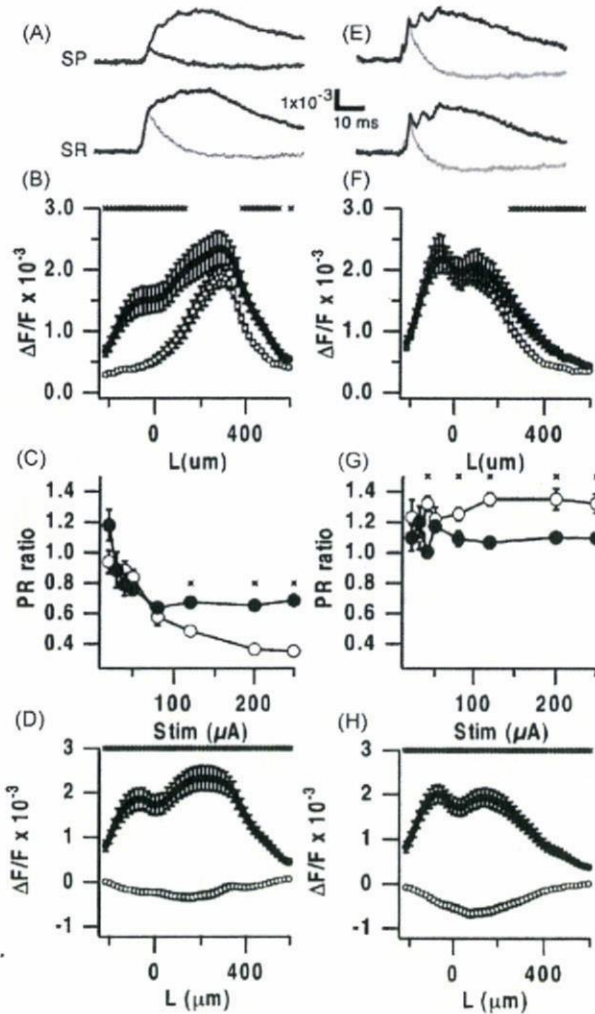 (A)
SP
SR
1x10⁻³
10 ms
(E)
(B)
3.0
2.0
1.0
0.0
ΔF/F x 10⁻³
0
400
L(um)
(F)
3.0
2.0
1.0
0.0
ΔF/F x 10⁻³
0
400
L(um)
(C)
1.4
1.2
1.0
0.8
0.6
0.4
PR ratio
100
200
Stim (µA)
(G)
1.4
1.2
1.0
0.8
0.6
0.4
PR ratio
100
200
Stim (µA)
(D)
3
2
1
0
-1
ΔF/F x 10⁻³
0
400
L (µm)
(H)
3
2
1
0
-1
ΔF/F x 10⁻³
0
400
L (µm)